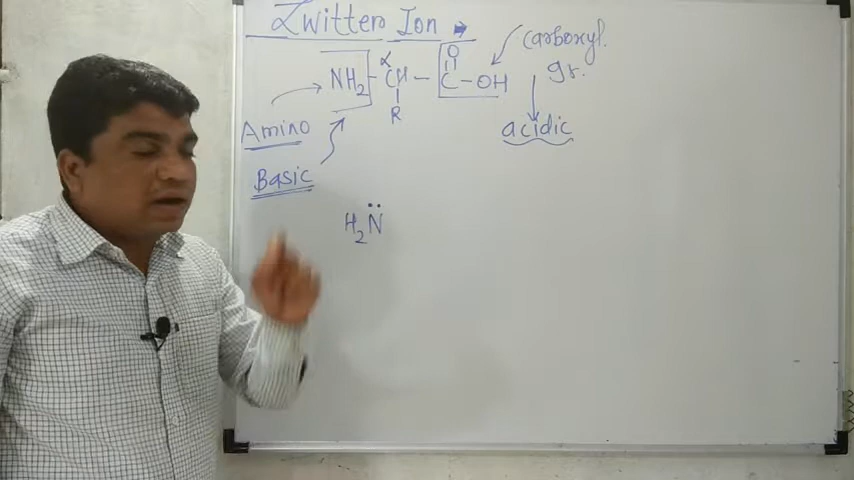 Zwitter Ion →
carboxyl.
gr.
O
NH2 - CH - C - OH
α
R
Amino
acidic
Basic
H2N̈